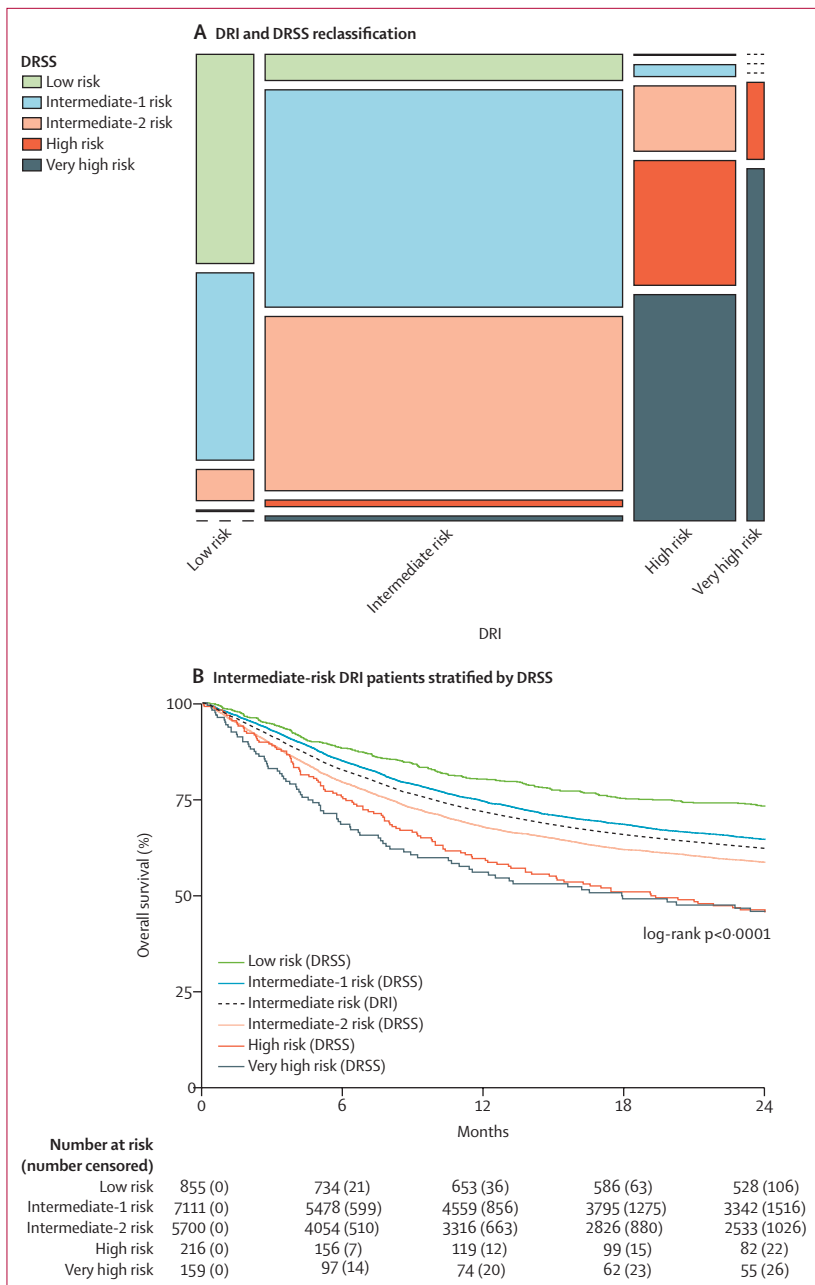 A DRI and DRSS reclassification
DRSS
Low risk
Intermediate-1 risk
Intermediate-2 risk
High risk
Very high risk
Low risk
Intermediate risk
High risk
Very high risk
DRI
B Intermediate-risk DRI patients stratified by DRSS
100
75
50
25
0
Overall survival (%)
log-rank p<0·0001
Low risk (DRSS)
Intermediate-1 risk (DRSS)
Intermediate risk (DRI)
Intermediate-2 risk (DRSS)
High risk (DRSS)
Very high risk (DRSS)
0 6 12 18 24
Months
Number at risk
(number censored)
Low risk 855 (0) 734 (21) 653 (36) 586 (63) 528 (106)
Intermediate-1 risk 7111 (0) 5478 (599) 4559 (856) 3795 (1275) 3342 (1516)
Intermediate-2 risk 5700 (0) 4054 (510) 3316 (663) 2826 (880) 2533 (1026)
High risk 216 (0) 156 (7) 119 (12) 99 (15) 82 (22)
Very high risk 159 (0) 97 (14) 74 (20) 62 (23) 55 (26)